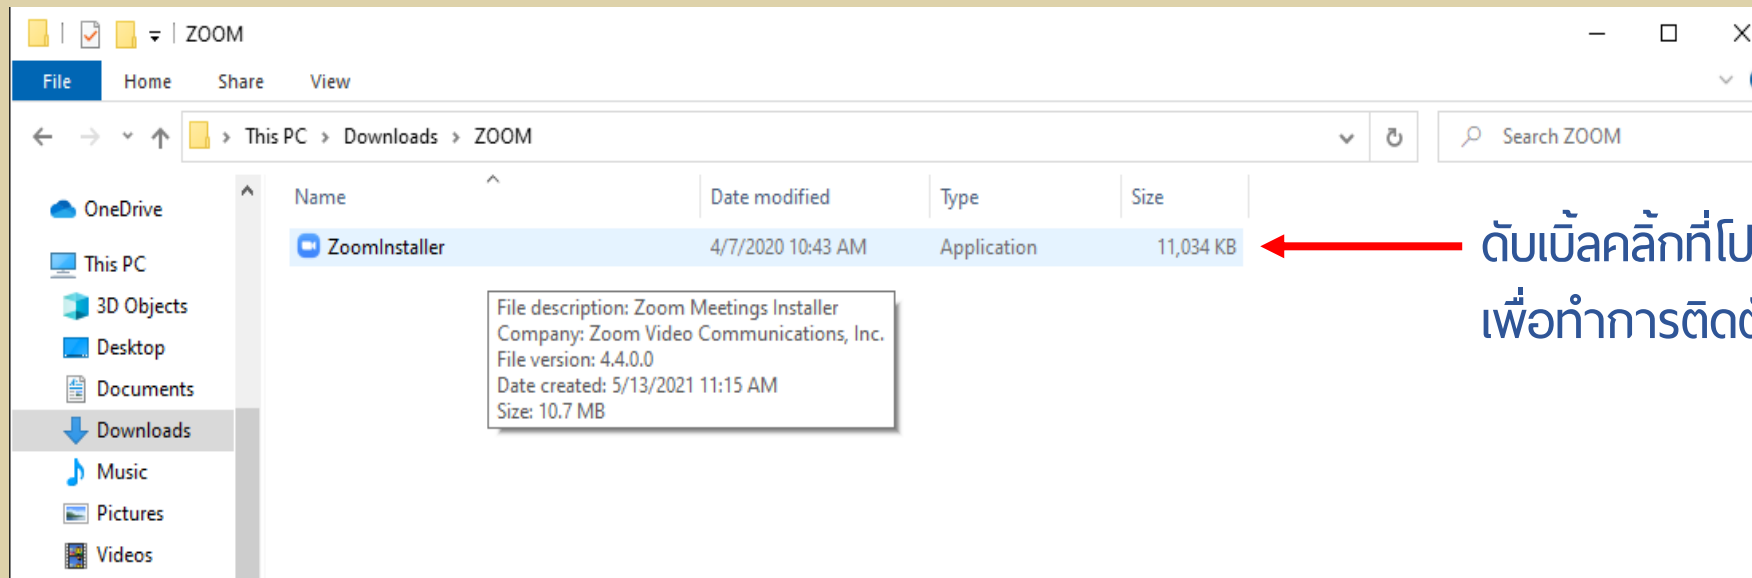 ZOOM
File Home Share View
This PC > Downloads > ZOOM
Search ZOOM
Name Date modified Type Size
OneDrive
ZoomInstaller 4/7/2020 10:43 AM Application 11,034 KB
ดับเบิ้ลคลิ้กที่
This PC
3D Objects
File description: Zoom Meetings Installer
เพื่อทำการ
Company: Zoom Video Communications, Inc.
Desktop
File version: 4.4.0.0
Documents
Date created: 5/13/2021 11:15 AM
Size: 10.7 MB
Downloads
Music
Pictures
Videos